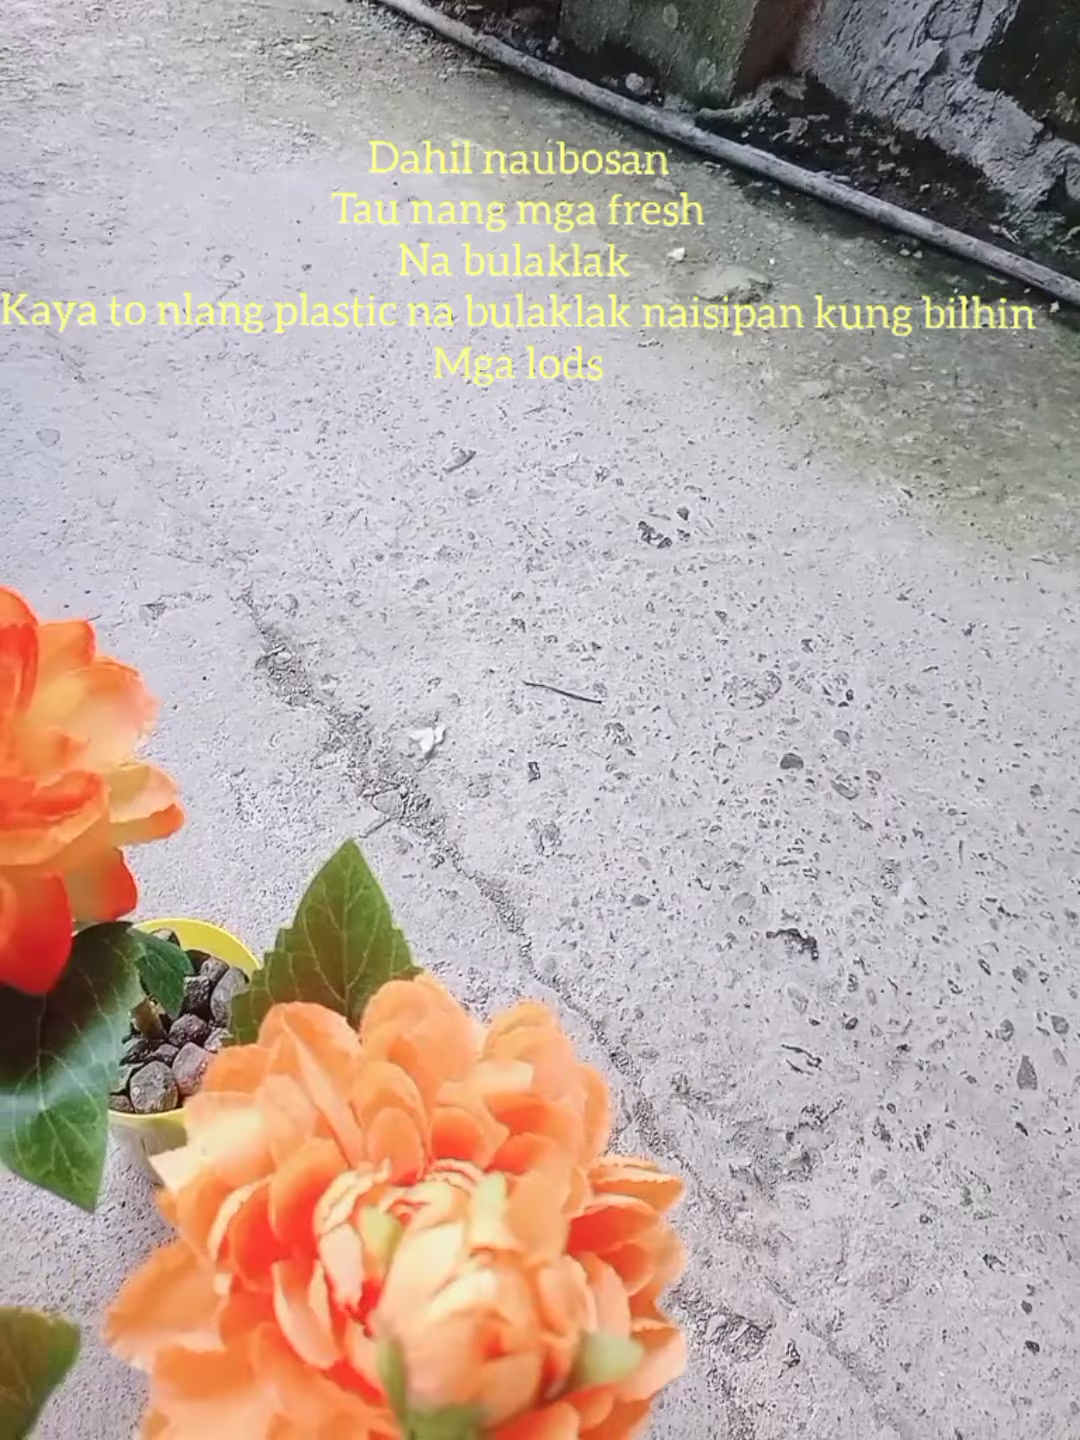 Dahil naubosan
Tau nang mga fresh
Na bulaklak
Kaya to nlang plastic na bulaklak naisipan kung bilhin
Mga lods